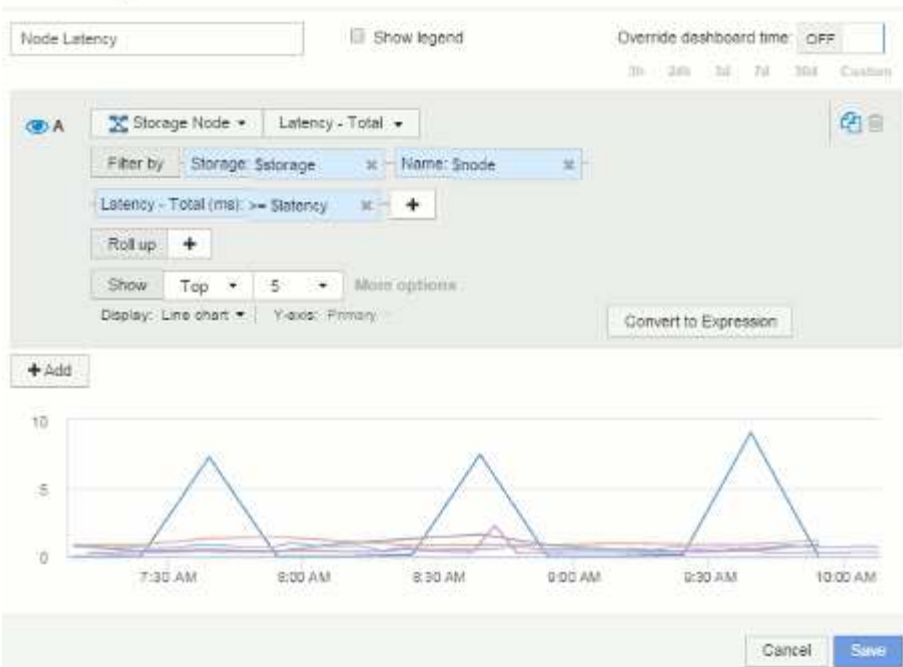 Node Latency
Show legend
Override dashboard time: OFF
3h 24h 3d 7d 30d Custom
A
Storage Node
Latency - Total
Filter by
Storage: $storage
Name: $node
Latency - Total (ms): >= $latency
+
Roll up +
Show Top 5 More options
Display: Line chart Y-axis: Primary
Convert to Expression
+ Add
10
5
0
7:30 AM 8:00 AM 8:30 AM 9:00 AM 9:30 AM 10:00 AM
Cancel Save